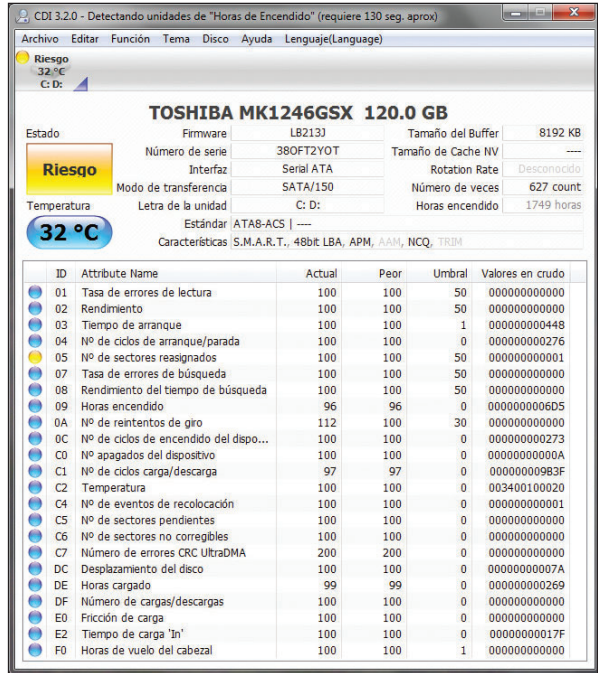 CDI 3.2.0 - Detectando unidades de "Horas de Encendido" (requiere 130 seg. aprox)
Archivo Editar Función Tema Disco Ayuda Lenguaje(Language)
Riesgo
32 ºC
C: D:
TOSHIBA MK1246GSX 120.0 GB
Estado
Riesgo
Temperatura
32 ºC
Firmware LB213J Tamaño del Buffer 8192 KB
Número de serie 38OFT2YOT Tamaño de Cache NV ----
Interfaz Serial ATA Rotation Rate Desconocido
Modo de transferencia SATA/150 Número de veces 627 count
Letra de la unidad C: D: Horas encendido 1749 horas
Estándar ATA8-ACS | ----
Características S.M.A.R.T., 48bit LBA, APM, AAM, NCQ, TRIM
ID Attribute Name Actual Peor Umbral Valores en crudo
01 Tasa de errores de lectura 100 100 50 000000000000
02 Rendimiento 100 100 50 000000000000
03 Tiempo de arranque 100 100 1 000000000448
04 Nº de ciclos de arranque/parada 100 100 0 000000000276
05 Nº de sectores reasignados 100 100 50 000000000001
07 Tasa de errores de búsqueda 100 100 50 000000000000
08 Rendimiento del tiempo de búsqueda 100 100 50 000000000000
09 Horas encendido 96 96 0 0000000006D5
0A Nº de reintentos de giro 112 100 30 000000000000
0C Nº de ciclos de encendido del dispo... 100 100 0 000000000273
C0 Nº apagados del dispositivo 100 100 0 00000000000A
C1 Nº de ciclos carga/descarga 97 97 0 000000009B3F
C2 Temperatura 100 100 0 003400100020
C4 Nº de eventos de recolocación 100 100 0 000000000001
C5 Nº de sectores pendientes 100 100 0 000000000000
C6 Nº de sectores no corregibles 100 100 0 000000000000
C7 Número de errores CRC UltraDMA 200 200 0 000000000000
DC Desplazamiento del disco 100 100 0 00000000007A
DE Horas cargado 99 99 0 000000000269
DF Número de cargas/descargas 100 100 0 000000000000
E0 Fricción de carga 100 100 0 000000000000
E2 Tiempo de carga 'In' 100 100 0 00000000017F
F0 Horas de vuelo del cabezal 100 100 1 000000000000